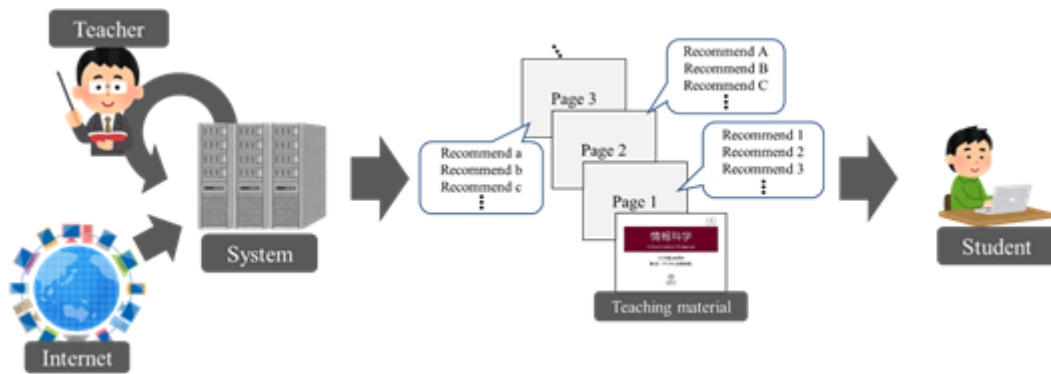 Teacher
Internet
System
Recommend a
Recommend b
Recommend c
Page 3
Page 2
Page 1
Recommend A
Recommend B
Recommend C
Recommend 1
Recommend 2
Recommend 3
情報科学
Teaching material
Student